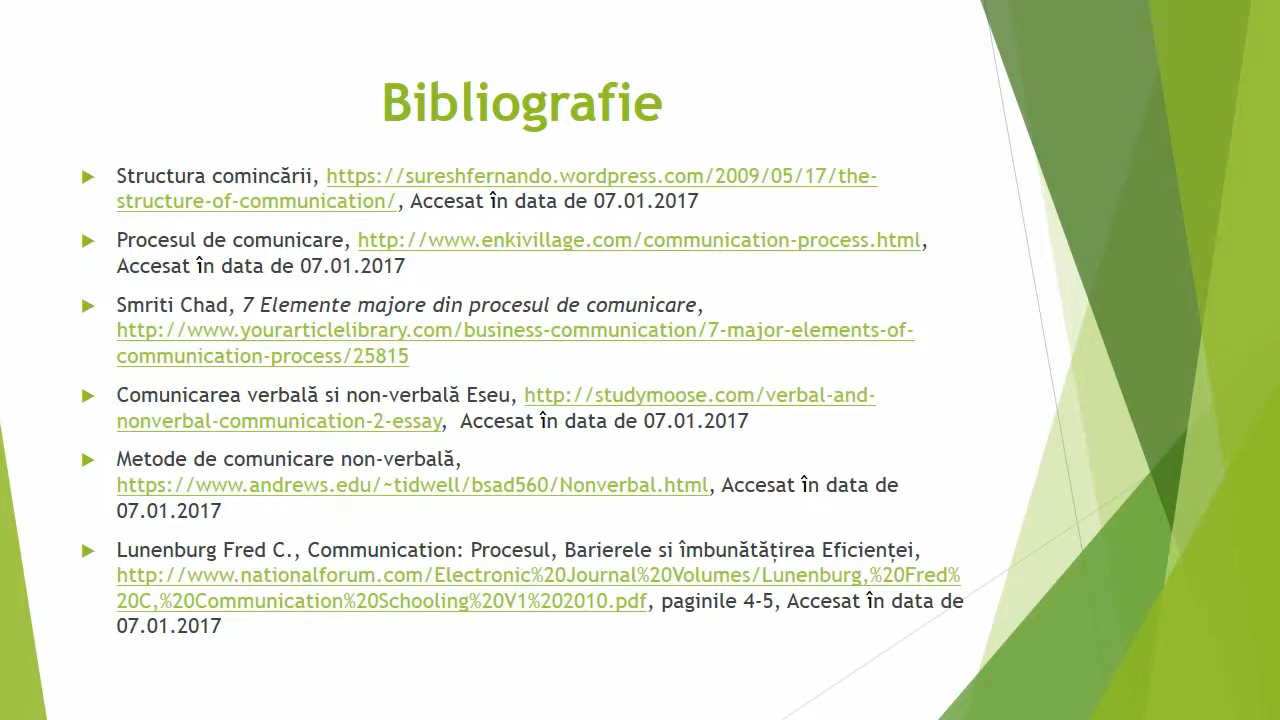 Bibliografie
Structura comincării, https://sureshfernando.wordpress.com/2009/05/17/the-
structure-of-communication/, Accesat în data de 07.01.2017
Procesul de comunicare, http://www.enkivillage.com/communication-process.html,
Accesat în data de 07.01.2017
Smriti Chad, 7 Elemente majore din procesul de comunicare,
http://www.yourarticlelibrary.com/business-communication/7-major-elements-of-
communication-process/25815
Comunicarea verbală si non-verbală Eseu, http://studymoose.com/verbal-and-
nonverbal-communication-2-essay, Accesat în data de 07.01.2017
Metode de comunicare non-verbală,
https://www.andrews.edu/~tidwell/bsad560/Nonverbal.html, Accesat în data de
07.01.2017
Lunenburg Fred C., Communication: Procesul, Barierele si îmbunătățirea Eficienței,
http://www.nationalforum.com/Electronic%20Journal%20Volumes/Lunenburg,%20Fred%
20C,%20Communication%20Schooling%20V1%202010.pdf, paginile 4-5, Accesat în data de
07.01.2017